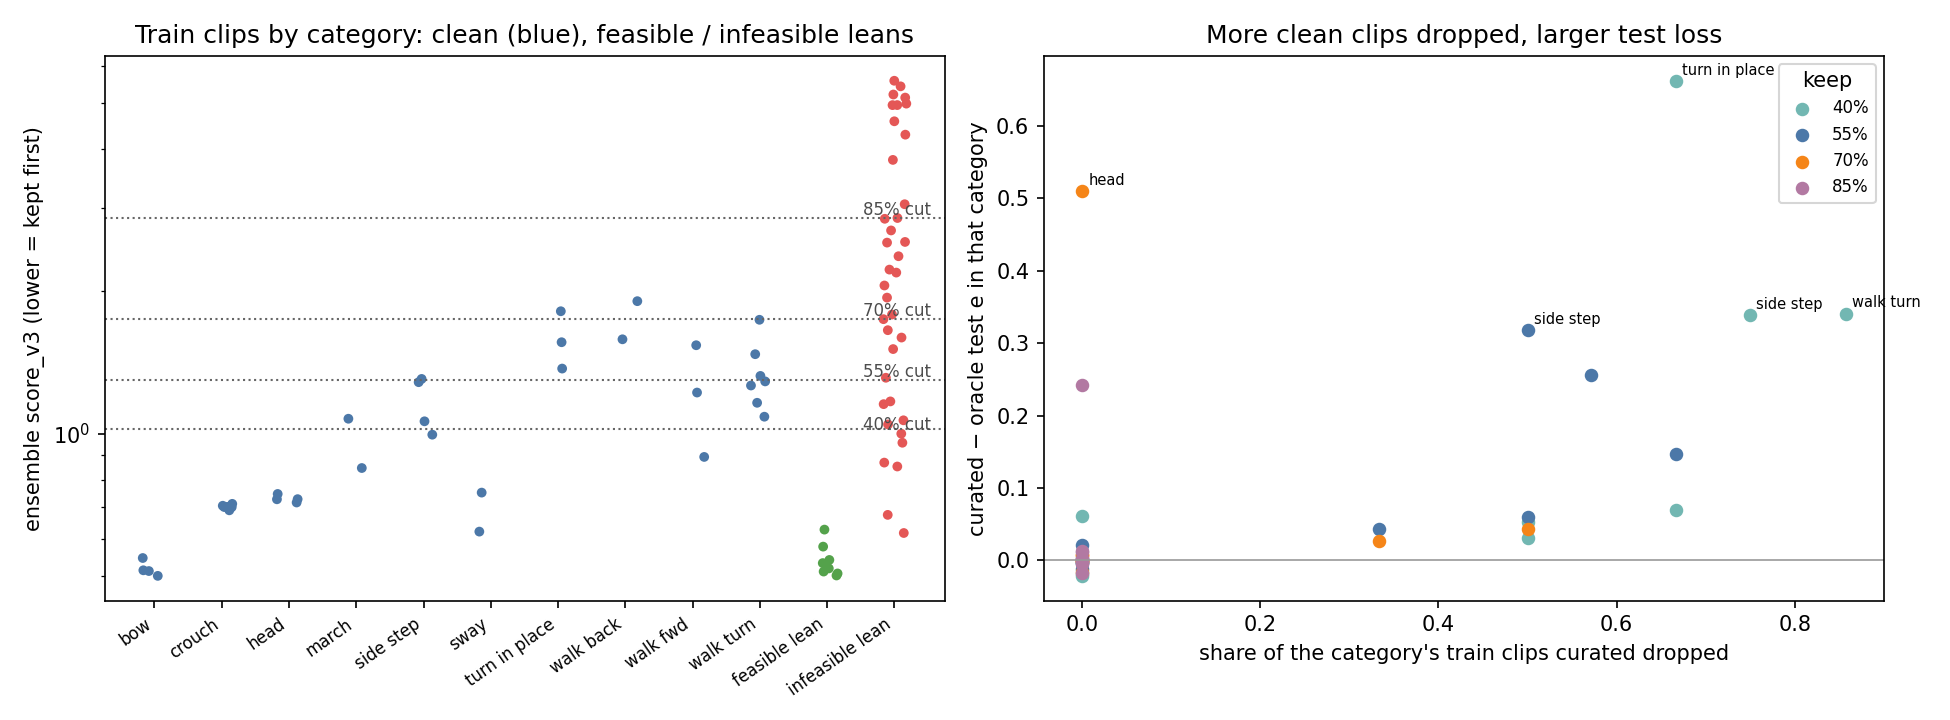 Train clips by category: clean (blue), feasible / infeasible leans
ensemble score_v3 (lower = kept first)
10^0
85% cut
70% cut
55% cut
40% cut
bow
crouch
head
march
side step
sway
turn in place
walk back
walk fwd
walk turn
feasible lean
infeasible lean
More clean clips dropped, larger test loss
curated − oracle test e in that category
0.6
0.5
0.4
0.3
0.2
0.1
0.0
turn in place
head
side step
side step
walk turn
keep
40%
55%
70%
85%
0.0
0.2
0.4
0.6
0.8
share of the category's train clips curated dropped